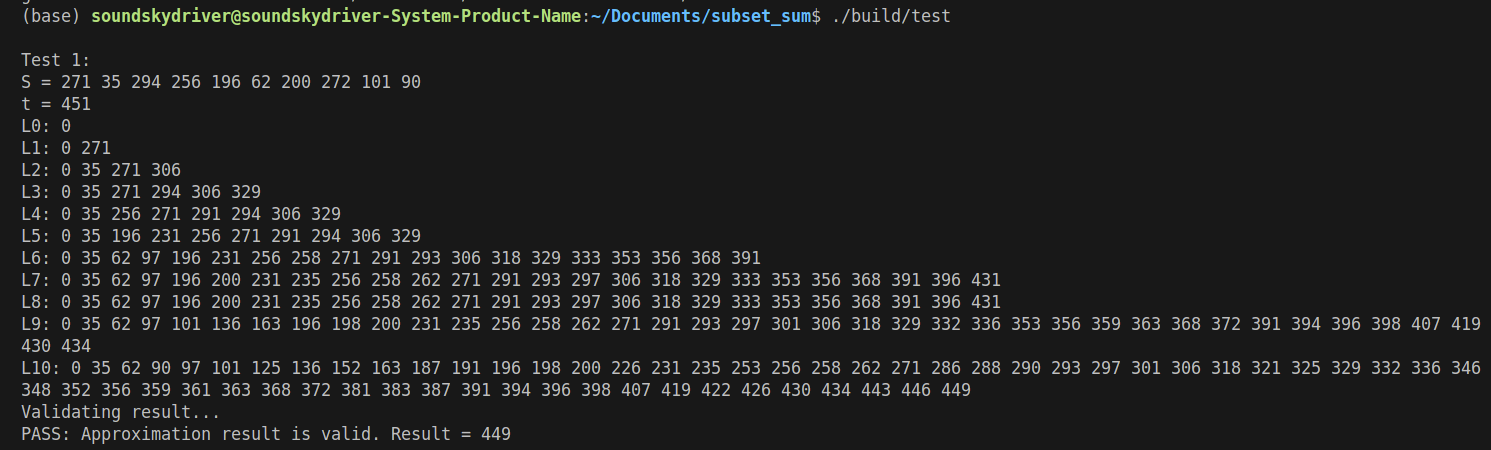 (base) soundskydriver@soundskydriver-System-Product-Name:~/Documents/subset_sum$ ./build/test
Test 1:
S = 271 35 294 256 196 62 200 272 101 90
t = 451
L0: 0
L1: 0 271
L2: 0 35 271 306
L3: 0 35 271 294 306 329
L4: 0 35 256 271 291 294 306 329
L5: 0 35 196 231 256 271 291 294 306 329
L6: 0 35 62 97 196 231 256 258 271 291 293 306 318 329 333 353 356 368 391
L7: 0 35 62 97 196 200 231 235 256 258 262 271 291 293 297 306 318 329 333 353 356 368 391 396 431
L8: 0 35 62 97 196 200 231 235 256 258 262 271 291 293 297 306 318 329 333 353 356 368 391 396 431
L9: 0 35 62 97 101 136 163 196 198 200 231 235 256 258 262 271 291 293 297 301 306 318 329 332 336 353 356 359 363 368 372 391 394 396 398 407 419
430 434
L10: 0 35 62 90 97 101 125 136 152 163 187 191 196 198 200 226 231 235 253 256 258 262 271 286 288 290 293 297 301 306 318 321 325 329 332 336 346
348 352 356 359 361 363 368 372 381 383 387 391 394 396 398 407 419 422 426 430 434 443 446 449
Validating result...
PASS: Approximation result is valid. Result = 449